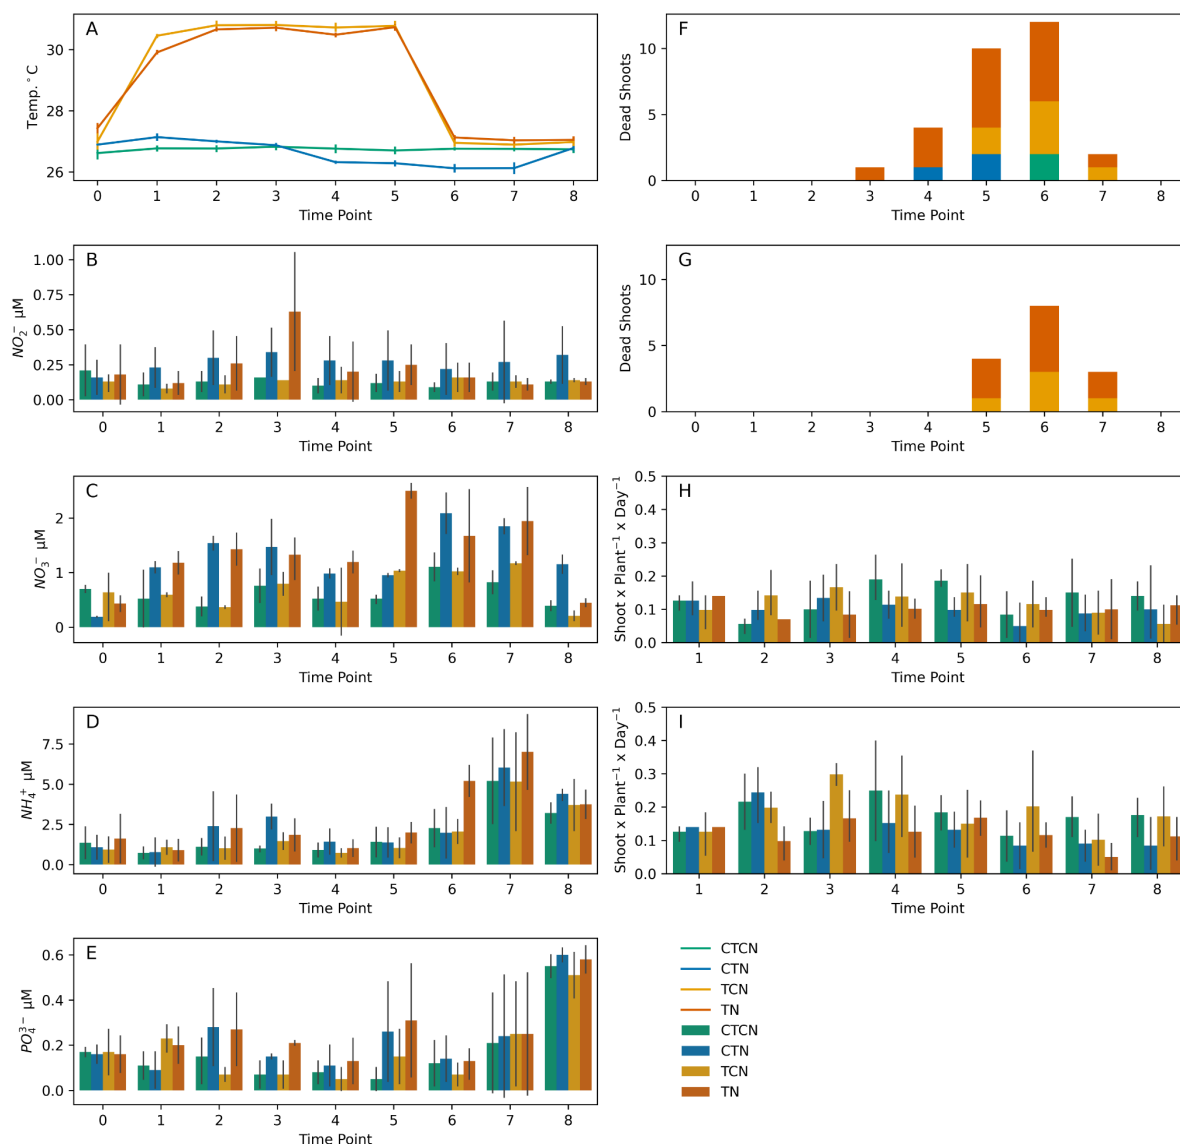 A
Temp.°C
30
28
26
0 1 2 3 4 5 6 7 8
Time Point
B
NO₂⁻ μM
1.00
0.75
0.50
0.25
0.00
0 1 2 3 4 5 6 7 8
Time Point
C
NO₃⁻ μM
2
1
0
0 1 2 3 4 5 6 7 8
Time Point
D
NH₄⁺ μM
7.5
5.0
2.5
0.0
0 1 2 3 4 5 6 7 8
Time Point
E
PO₄³⁻ μM
0.6
0.4
0.2
0.0
0 1 2 3 4 5 6 7 8
Time Point
F
Dead Shoots
10
5
0
0 1 2 3 4 5 6 7 8
Time Point
G
Dead Shoots
10
5
0
0 1 2 3 4 5 6 7 8
Time Point
H
Shoot x Plant⁻¹ x Day⁻¹
0.5
0.4
0.3
0.2
0.1
0.0
1 2 3 4 5 6 7 8
Time Point
I
Shoot x Plant⁻¹ x Day⁻¹
0.5
0.4
0.3
0.2
0.1
0.0
1 2 3 4 5 6 7 8
Time Point
CTCN
CTN
TCN
TN
CTCN
CTN
TCN
TN